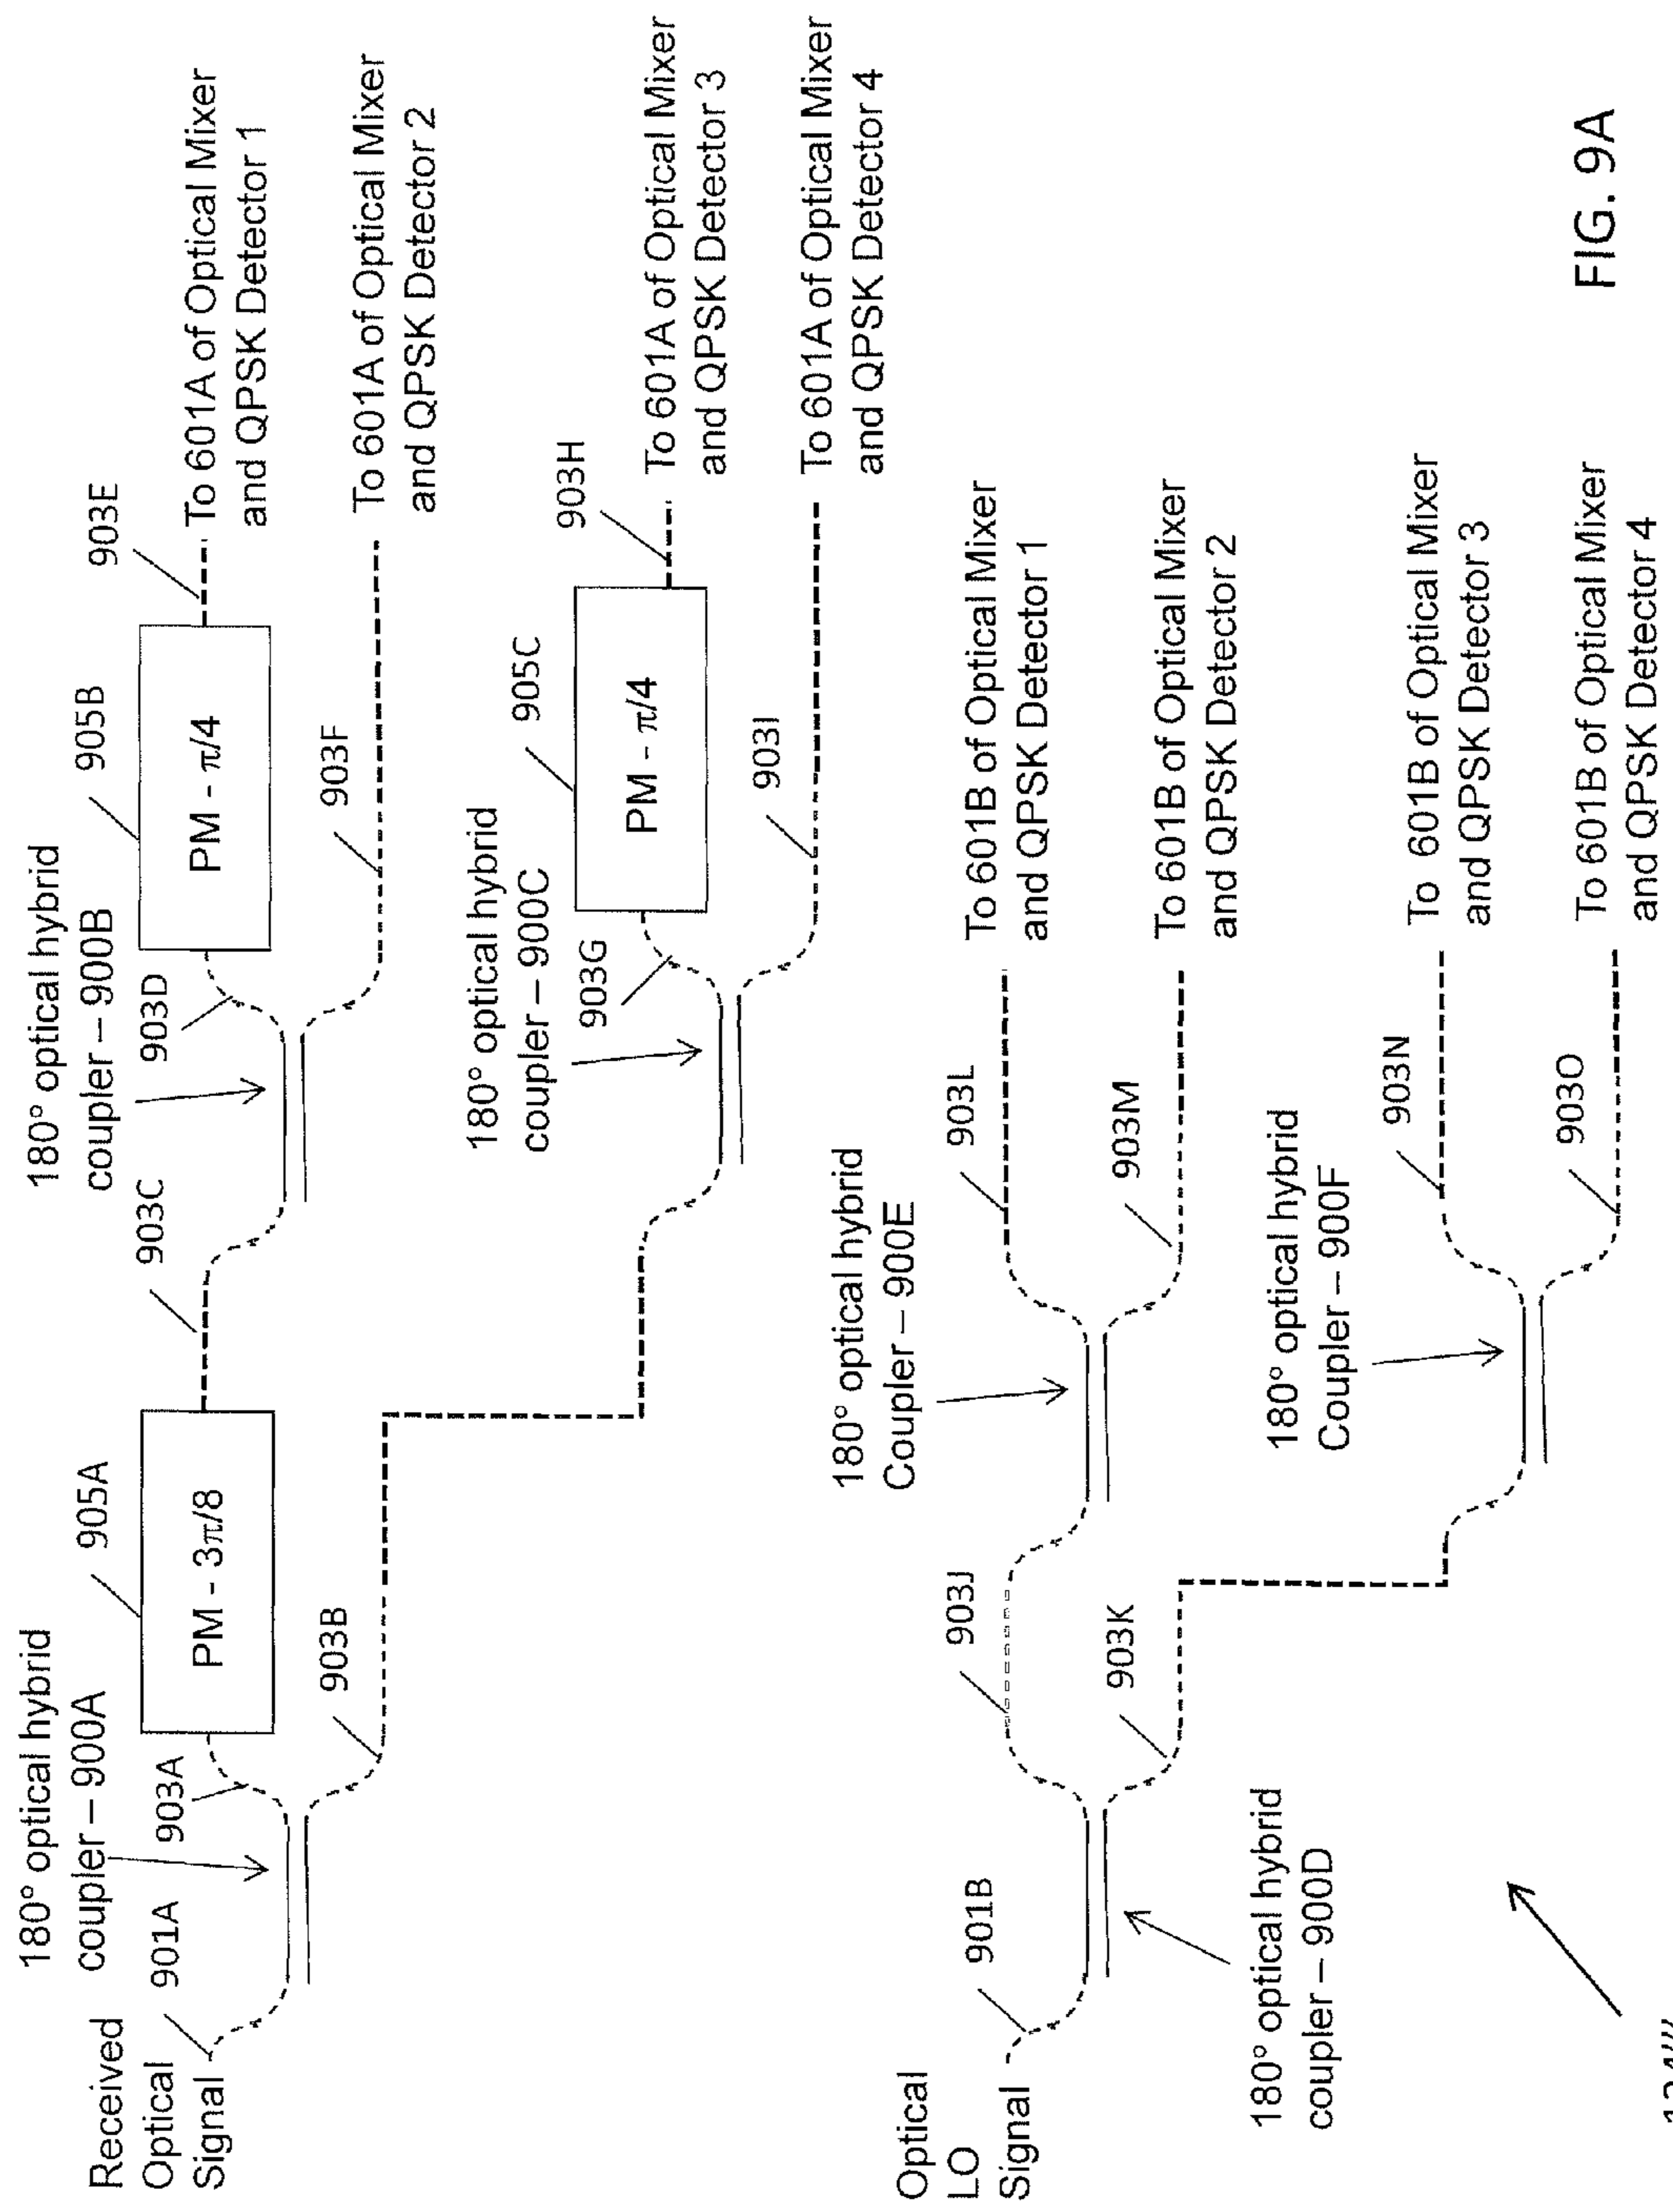 Received
Optical
Signal
901A
180° optical hybrid
coupler – 900A
903A
905A
PM - 3π/8
903B
903C
180° optical hybrid
coupler – 900B
903D
905B
PM - π/4
903E
903F
To 601A of Optical Mixer
and QPSK Detector 1
To 601A of Optical Mixer
and QPSK Detector 2
180° optical hybrid
coupler – 900C
903G
905C
PM - π/4
903H
903I
To 601A of Optical Mixer
and QPSK Detector 3
To 601A of Optical Mixer
and QPSK Detector 4
Optical
LO
Signal
901B
180° optical hybrid
coupler – 900D
903J
903K
180° optical hybrid
Coupler – 900E
903L
903M
To 601B of Optical Mixer
and QPSK Detector 1
To 601B of Optical Mixer
and QPSK Detector 2
180° optical hybrid
Coupler – 900F
903N
903O
To 601B of Optical Mixer
and QPSK Detector 3
To 601B of Optical Mixer
and QPSK Detector 4
FIG. 9A